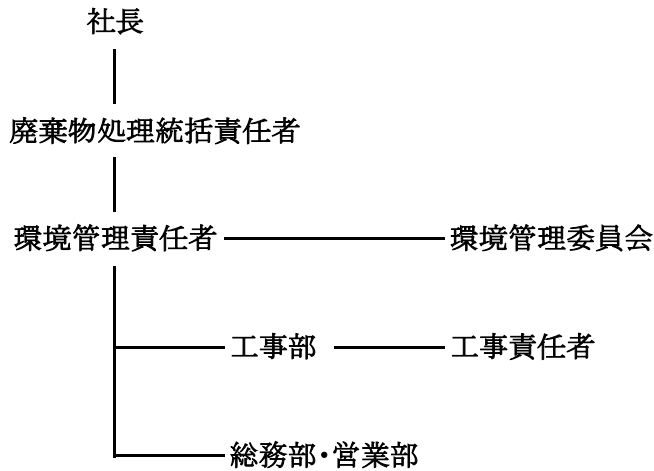 社長
廃棄物処理統括責任者
環境管理責任者
環境管理委員会
工事部
工事責任者
総務部・営業部